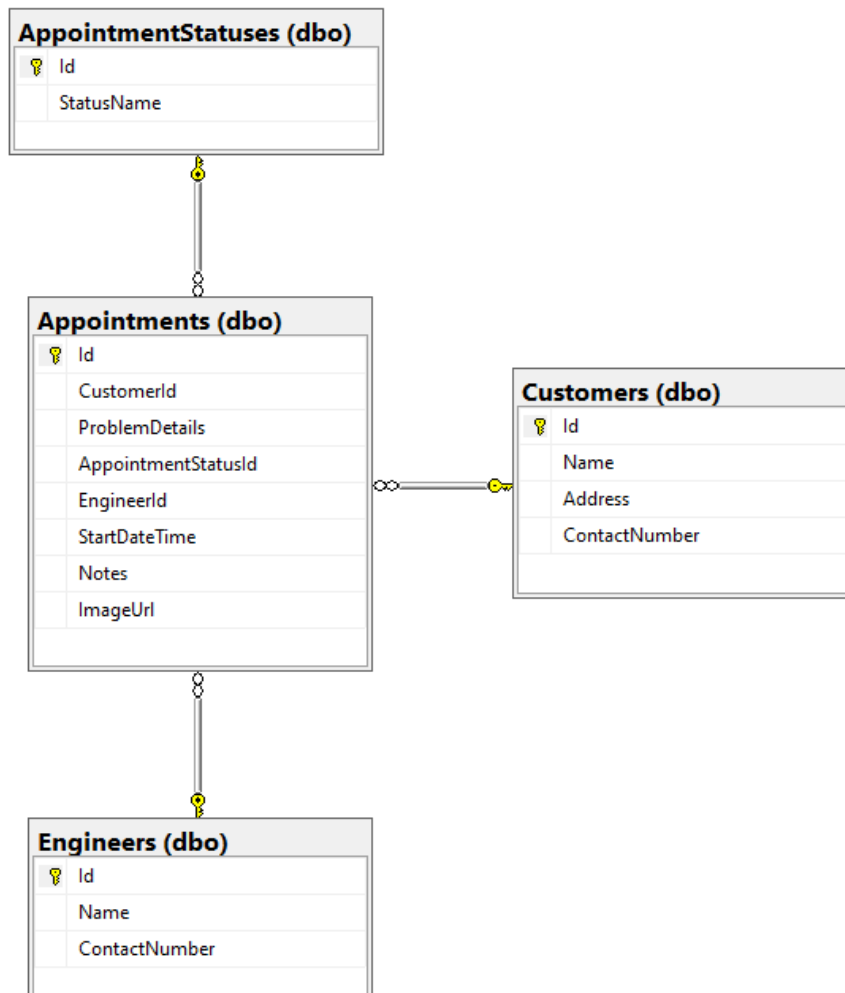 AppointmentStatuses (dbo)
Id
StatusName
Appointments (dbo)
Id
CustomerId
ProblemDetails
AppointmentStatusId
EngineerId
StartDateTime
Notes
ImageUrl
Customers (dbo)
Id
Name
Address
ContactNumber
Engineers (dbo)
Id
Name
ContactNumber